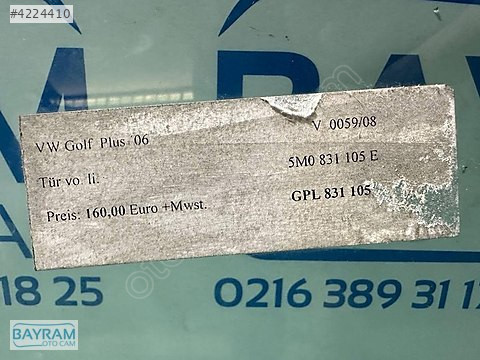 #4224410
VW Golf Plus 06
V 0059/08
Tür vo li.
5M0 831 105 E
Preis: 160,00 Euro +Mwst.
GPL 831 105
18 25
0216 389 31 17
BAYRAM
OTO CAM